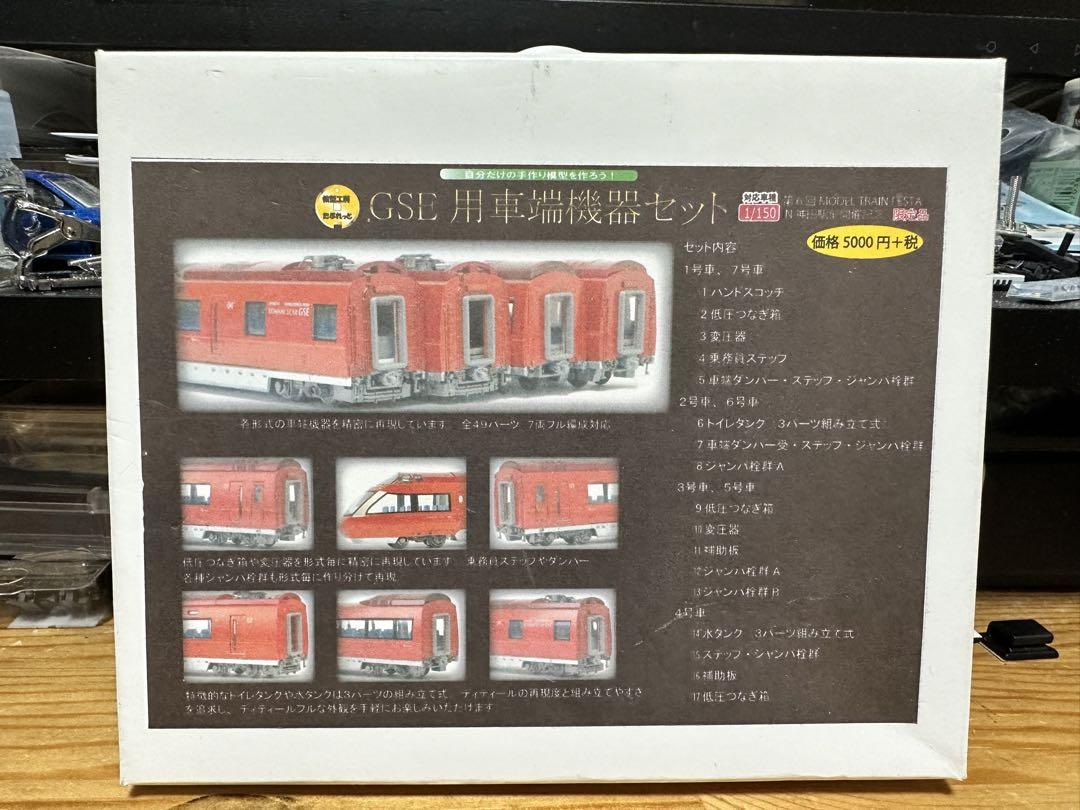 自分だけの手作り模型を作ろう！
たぶれっと
GSE 用車端機器セット
対応車種
1/150
MODEL TRAIN FESTA
限定品
価格 5000 円＋税
ROMANCECAR GSE
各形式の車端機器を精密に再現しています　全49パーツ　7両フル編成対応
低圧つなぎ箱や変圧器を形式毎に精密に再現しています　乗務員ステップやダンパー
各種ジャンパ栓群も形式毎に作り分けて再現
特徴的なトイレタンクや水タンクは3パーツの組み立て式　ディティールの再現度と組み立てやすさ
を追求し、ディティールフルな外観を手軽にお楽しみいただけます
セット内容
1号車、7号車
1 ハンドスコッチ
2 低圧つなぎ箱
3 変圧器
4 乗務員ステップ
5 車端ダンパー・ステップ・ジャンパ栓群
2号車、6号車
6 トイレタンク　3パーツ組み立て式
7 車端ダンパー受・ステップ・ジャンパ栓群
8 ジャンパ栓群 A
3号車、5号車
9 低圧つなぎ箱
10 変圧器
11 補助板
12 ジャンパ栓群 A
13 ジャンパ栓群 B
4号車
14 水タンク　3パーツ組み立て式
15 ステップ・ジャンパ栓群
16 補助板
17 低圧つなぎ箱